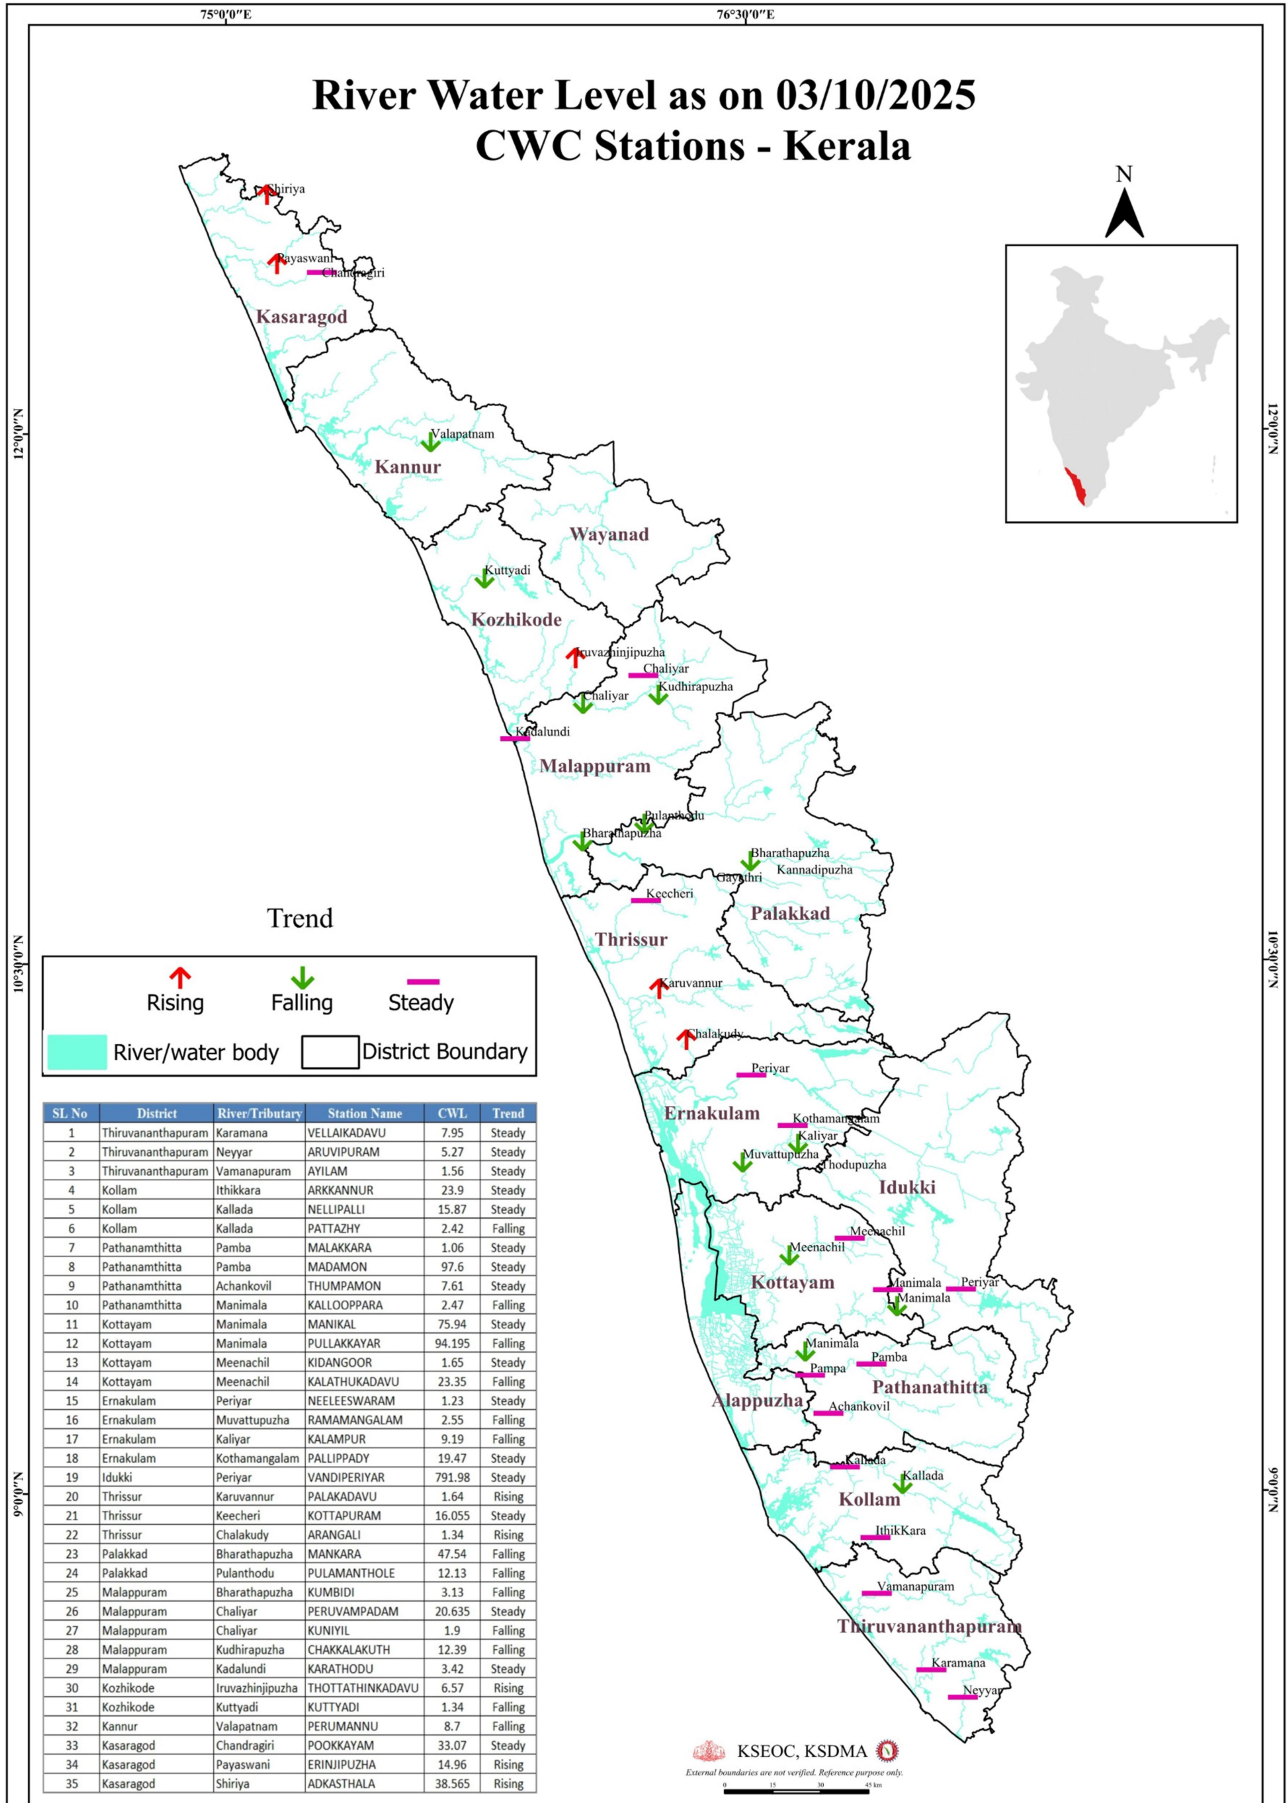 75°0'0"E 76°30'0"E
River Water Level as on 03/10/2025
CWC Stations - Kerala
N
Shiriya
Payaswani
Chandragiri
Kasaragod
12°0'0"N 12°0'0"N
Valapatnam
Kannur
Wayanad
Kuttyadi
Kozhikode
Iruvazhinjipuzha
Chaliyar
Kudhirapuzha
Chaliyar
Kadalundi
Malappuram
Pulanthodu
Bharathapuzha
Bharathapuzha
Kannadipuzha
Gayathri
Keecheri
Palakkad
Thrissur
10°30'0"N 10°30'0"N
Karuvannur
Chalakudy
Periyar
Ernakulam
Kothamangalam
Kaliyar
Muvattupuzha
Thodupuzha
Idukki
Meenachil
Meenachil
Kottayam
Manimala
Periyar
Manimala
Manimala
Pamba
Pampa
Pathanathitta
Alappuzha
Achankovil
Kallada
Kallada
9°0'0"N 9°0'0"N
Kollam
IthikKara
Vamanapuram
Thiruvananthapuram
Karamana
Neyyar
Trend
Rising Falling Steady
River/water body District Boundary
SL No District River/Tributary Station Name CWL Trend
1 Thiruvananthapuram Karamana VELLAIKADAVU 7.95 Steady
2 Thiruvananthapuram Neyyar ARUVIPURAM 5.27 Steady
3 Thiruvananthapuram Vamanapuram AYILAM 1.56 Steady
4 Kollam Ithikkara ARKKANNUR 23.9 Steady
5 Kollam Kallada NELLIPALLI 15.87 Steady
6 Kollam Kallada PATTAZHY 2.42 Falling
7 Pathanamthitta Pamba MALAKKARA 1.06 Steady
8 Pathanamthitta Pamba MADAMON 97.6 Steady
9 Pathanamthitta Achankovil THUMPAMON 7.61 Steady
10 Pathanamthitta Manimala KALLOOPPARA 2.47 Falling
11 Kottayam Manimala MANIKAL 75.94 Steady
12 Kottayam Manimala PULLAKKAYAR 94.195 Falling
13 Kottayam Meenachil KIDANGOOR 1.65 Steady
14 Kottayam Meenachil KALATHUKADAVU 23.35 Falling
15 Ernakulam Periyar NEELEESWARAM 1.23 Steady
16 Ernakulam Muvattupuzha RAMAMANGALAM 2.55 Falling
17 Ernakulam Kaliyar KALAMPUR 9.19 Falling
18 Ernakulam Kothamangalam PALLIPPADY 19.47 Steady
19 Idukki Periyar VANDIPERIYAR 791.98 Steady
20 Thrissur Karuvannur PALAKADAVU 1.64 Rising
21 Thrissur Keecheri KOTTAPURAM 16.055 Steady
22 Thrissur Chalakudy ARANGALI 1.34 Rising
23 Palakkad Bharathapuzha MANKARA 47.54 Falling
24 Palakkad Pulanthodu PULAMANTHOLE 12.13 Falling
25 Malappuram Bharathapuzha KUMBIDI 3.13 Falling
26 Malappuram Chaliyar PERUVAMPADAM 20.635 Steady
27 Malappuram Chaliyar KUNIYIL 1.9 Falling
28 Malappuram Kudhirapuzha CHAKKALAKUTH 12.39 Falling
29 Malappuram Kadalundi KARATHODU 3.42 Steady
30 Kozhikode Iruvazhinjipuzha THOTTATHINKADAVU 6.57 Rising
31 Kozhikode Kuttyadi KUTTYADI 1.34 Falling
32 Kannur Valapatnam PERUMANNU 8.7 Falling
33 Kasaragod Chandragiri POOKKAYAM 33.07 Steady
34 Kasaragod Payaswani ERINJIPUZHA 14.96 Rising
35 Kasaragod Shiriya ADKASTHALA 38.565 Rising
KSEOC, KSDMA
External boundaries are not verified. Reference purpose only.
0 15 30 45 km